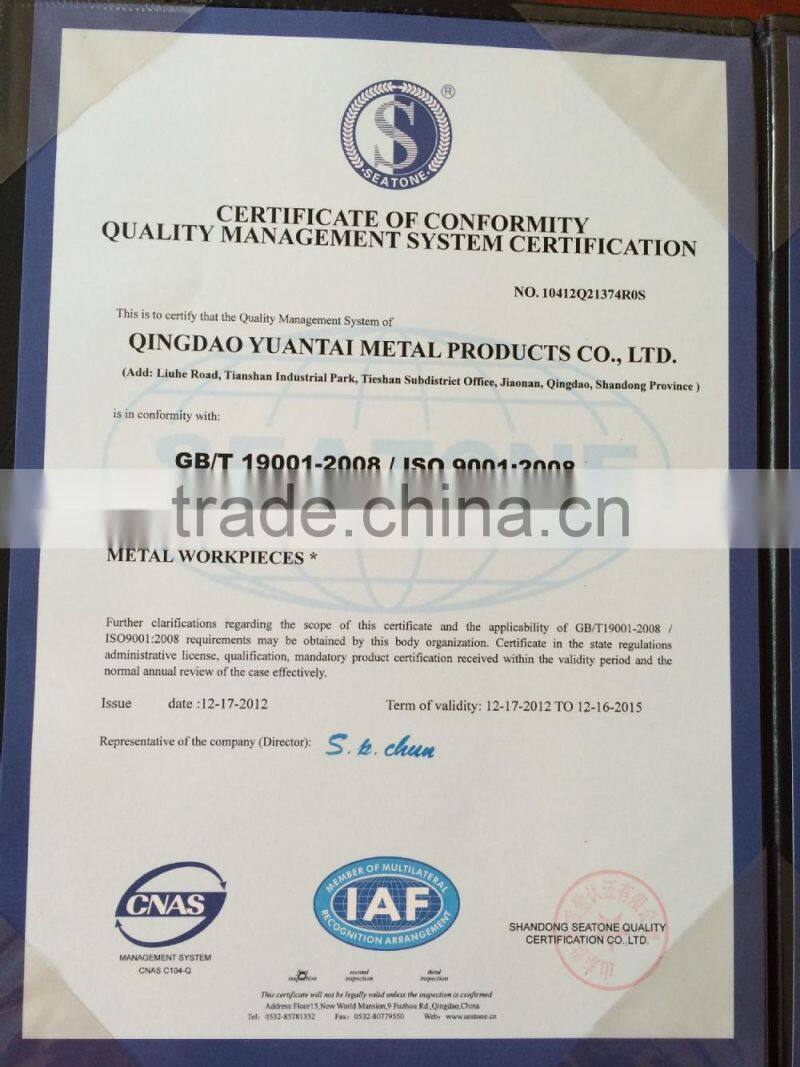 ®
S
SEATONE
CERTIFICATE OF CONFORMITY
QUALITY MANAGEMENT SYSTEM CERTIFICATION
NO. 10412Q21374R0S
This is to certify that the Quality Management System of
QINGDAO YUANTAI METAL PRODUCTS CO., LTD.
(Add: Liuhe Road, Tianshan Industrial Park, Tieshan Subdistrict Office, Jiaonan, Qingdao, Shandong Province )
is in conformity with:
SEATONE
GB/T 19001-2008 / ISO 9001:2008
trade.china.cn
METAL WORKPIECES *
Further clarifications regarding the scope of this certificate and the applicability of GB/T19001-2008 /
ISO9001:2008 requirements may be obtained by this body organization. Certificate in the state regulations
administrative license, qualification, mandatory product certification received within the validity period and the
normal annual review of the case effectively.
Issue date :12-17-2012 Term of validity: 12-17-2012 TO 12-16-2015
Representative of the company (Director): S. k. chun
CNAS
MANAGEMENT SYSTEM
CNAS C104-Q
MEMBER OF MULTILATERAL
IAF
RECOGNITION ARRANGEMENT
SHANDONG SEATONE QUALITY
CERTIFICATION CO.,LTD.
inspection second inspection third inspection
This certificate will not be legally valid unless the inspection is confirmed
Address:Floor15,New World Mansion,9 Fuzhou Rd.,Qingdao,China
Tel: 0532-85781352 Fax: 0532-80779550 Web: www.seatone.cn